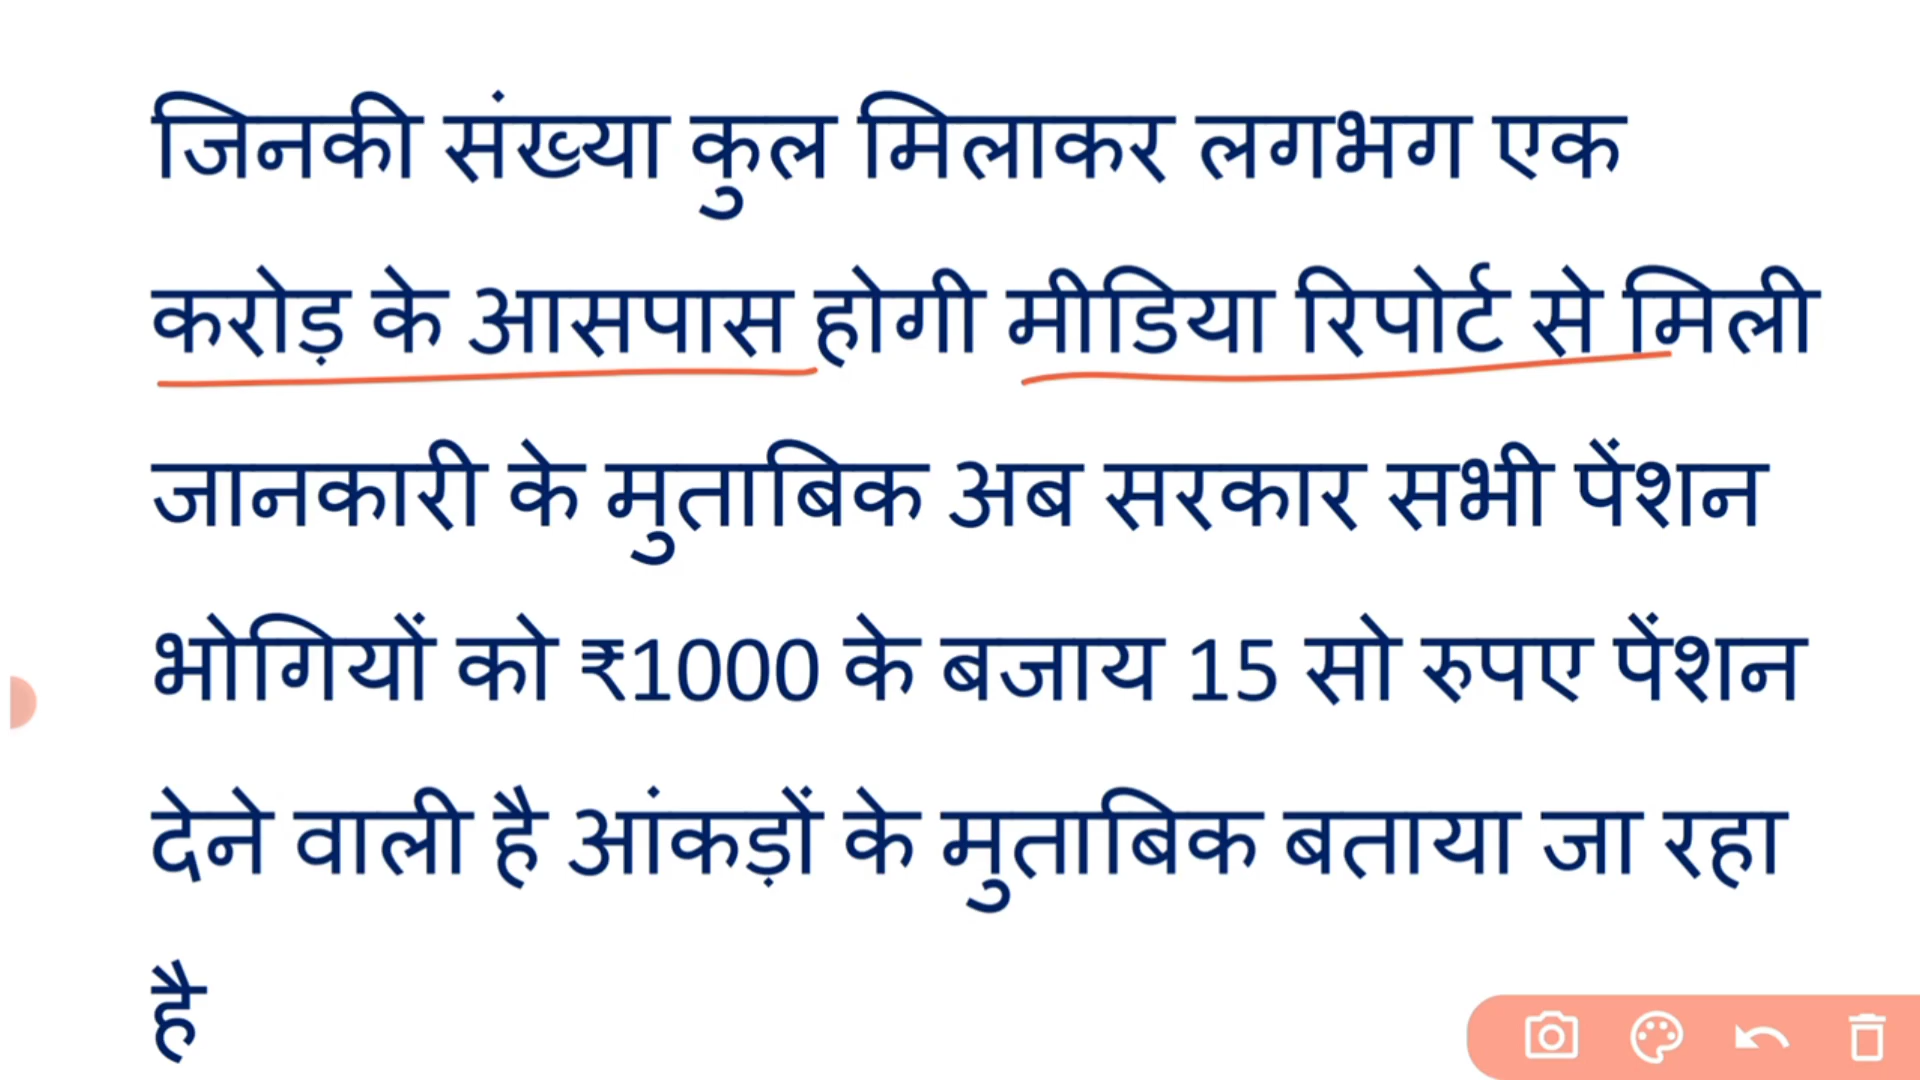 जिनकी संख्या कुल मिलाकर लगभग एक
करोड़ के आसपास होगी मीडिया रिपोर्ट से मिली
जानकारी के मुताबिक अब सरकार सभी पेंशन
भोगियों को ₹1000 के बजाय 15 सो रुपए पेंशन
देने वाली है आंकड़ों के मुताबिक बताया जा रहा
है